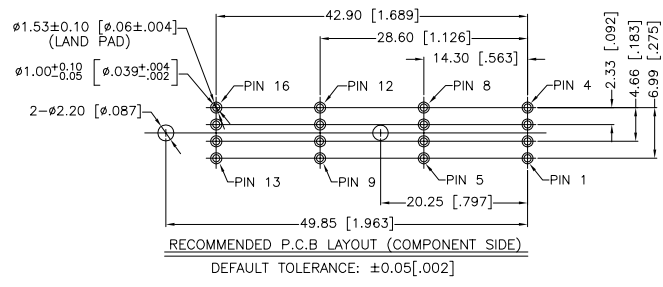 42.90 [1.689]
ø1.53±0.10 [ø.06±.004]
(LAND PAD)
28.60 [1.126]
ø1.00+0.10 -0.05 [ø.039+.004 -.002]
14.30 [.563]
2.33 [.092]
4.66 [.183]
6.99 [.275]
PIN 16
PIN 12
PIN 8
PIN 4
2-ø2.20 [ø.087]
PIN 13
PIN 9
PIN 5
PIN 1
20.25 [.797]
49.85 [1.963]
RECOMMENDED P.C.B LAYOUT (COMPONENT SIDE)
DEFAULT TOLERANCE: ±0.05[.002]